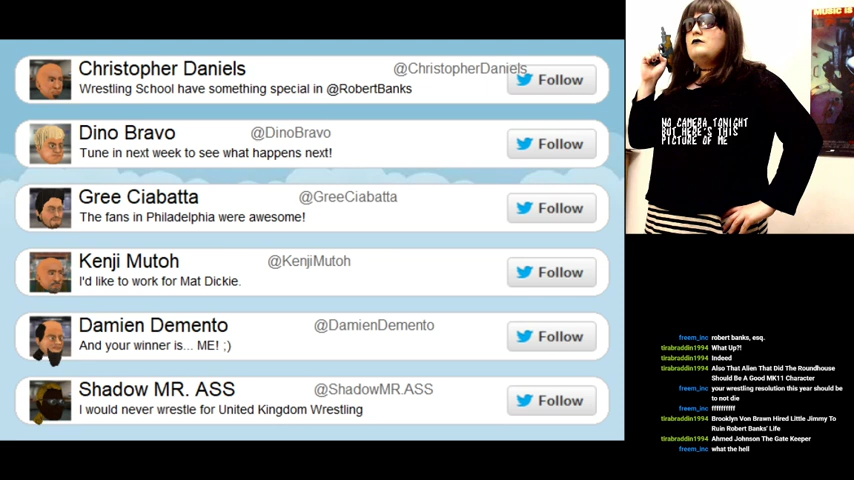 Christopher Daniels @ChristopherDaniels Follow
Wrestling School have something special in @RobertBanks
Dino Bravo @DinoBravo Follow
Tune in next week to see what happens next!
Gree Ciabatta @GreeCiabatta Follow
The fans in Philadelphia were awesome!
Kenji Mutoh @KenjiMutoh Follow
I'd like to work for Mat Dickie.
Damien Demento @DamienDemento Follow
And your winner is... ME! ;)
Shadow MR. ASS @ShadowMR.ASS Follow
I would never wrestle for United Kingdom Wrestling
MUSIC IS
NO CAMERA TONIGHT
BUT HERE'S THIS
PICTURE OF ME
freem_inc robert banks, esq.
tirabraddin1994 What Up?!
tirabraddin1994 Indeed
tirabraddin1994 Also That Alien That Did The Roundhouse
Should Be A Good MK11 Character
freem_inc your wrestling resolution this year should be
to not die
freem_inc ffffffffff
tirabraddin1994 Brooklyn Von Brawn Hired Little Jimmy To
Ruin Robert Banks' Life
tirabraddin1994 Ahmed Johnson The Gate Keeper
freem_inc what the hell